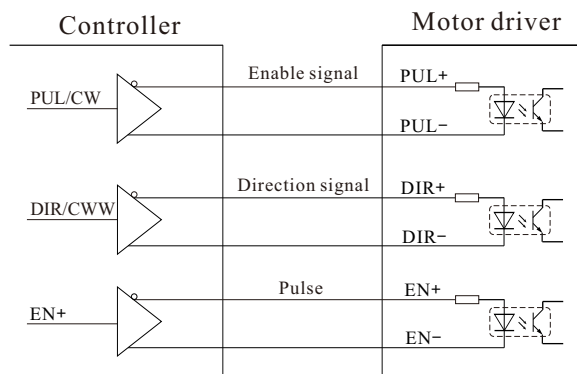 Controller
Motor driver
Enable signal
PUL+
PUL/CW
PUL−
Direction signal
DIR+
DIR/CWW
DIR−
Pulse
EN+
EN+
EN−